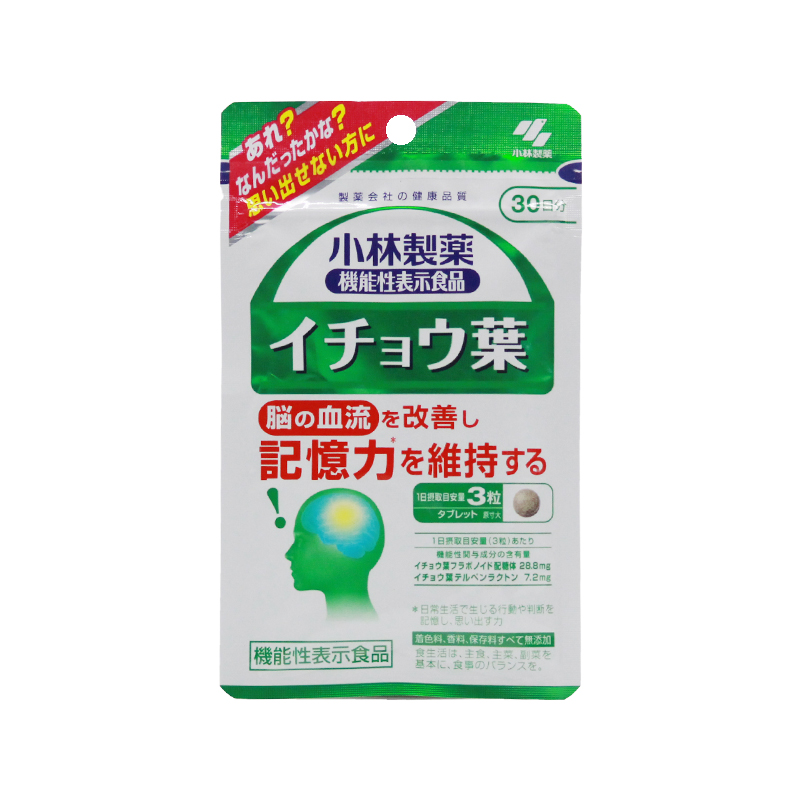 あれ?
なんだったかな?
思い出せない方に
小林製薬
製薬会社の健康品質
30日分
小林製薬
機能性表示食品
イチョウ葉
脳の血流を改善し
記憶力*を維持する
!
1日摂取目安量3粒
タブレット 原寸大
1日摂取目安量(3粒)あたり
機能性関与成分の含有量
イチョウ葉フラボノイド配糖体 28.8mg
イチョウ葉テルペンラクトン 7.2mg
*日常生活で生じる行動や判断を
記憶し、思い出す力
着色料、香料、保存料すべて無添加
食生活は、主食、主菜、副菜を
基本に、食事のバランスを。
機能性表示食品